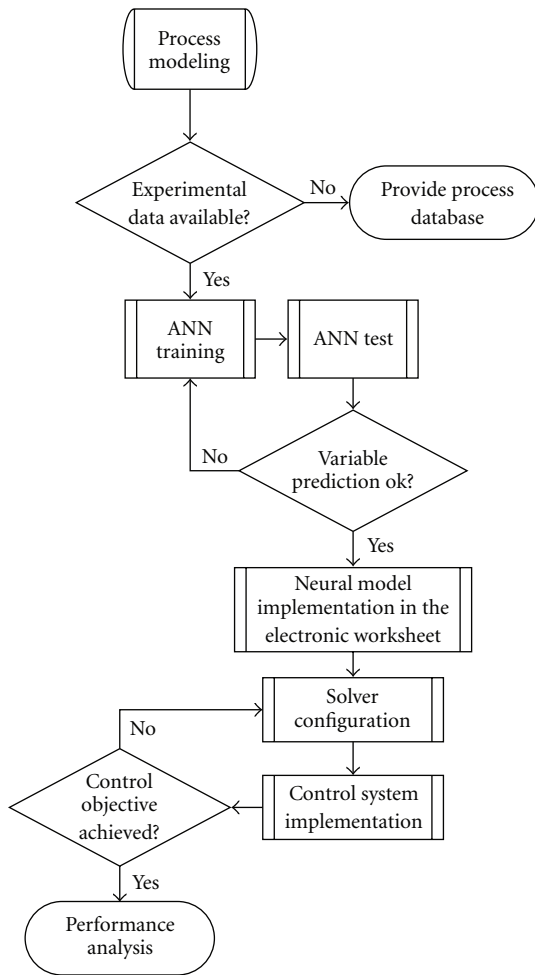 Process
modeling
Experimental
data available?
No
Provide process
database
Yes
ANN
training
ANN test
No
Variable
prediction ok?
Yes
Neural model
implementation in the
electronic worksheet
Solver
configuration
No
Control
objective
achieved?
Control system
implementation
Yes
Performance
analysis